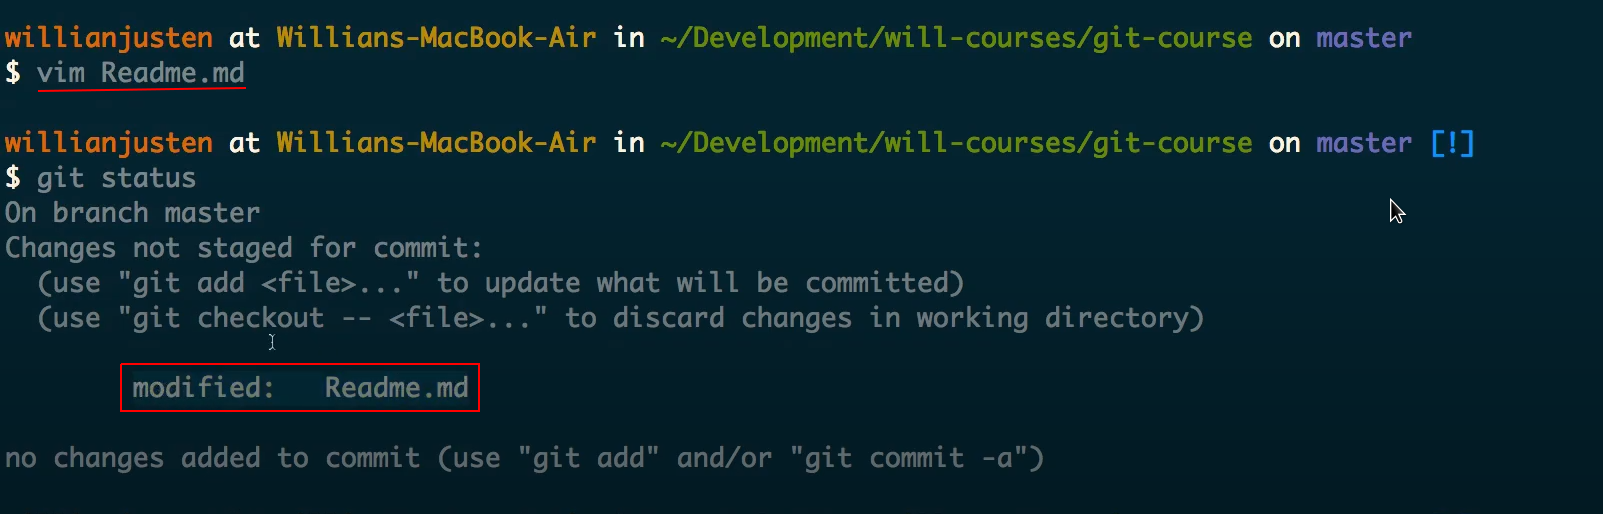 willianjusten at Willians-MacBook-Air in ~/Development/will-courses/git-course on master
$ vim Readme.md
willianjusten at Willians-MacBook-Air in ~/Development/will-courses/git-course on master [!]
$ git status
On branch master
Changes not staged for commit:
  (use "git add <file>..." to update what will be committed)
  (use "git checkout -- <file>..." to discard changes in working directory)
        modified:   Readme.md
no changes added to commit (use "git add" and/or "git commit -a")